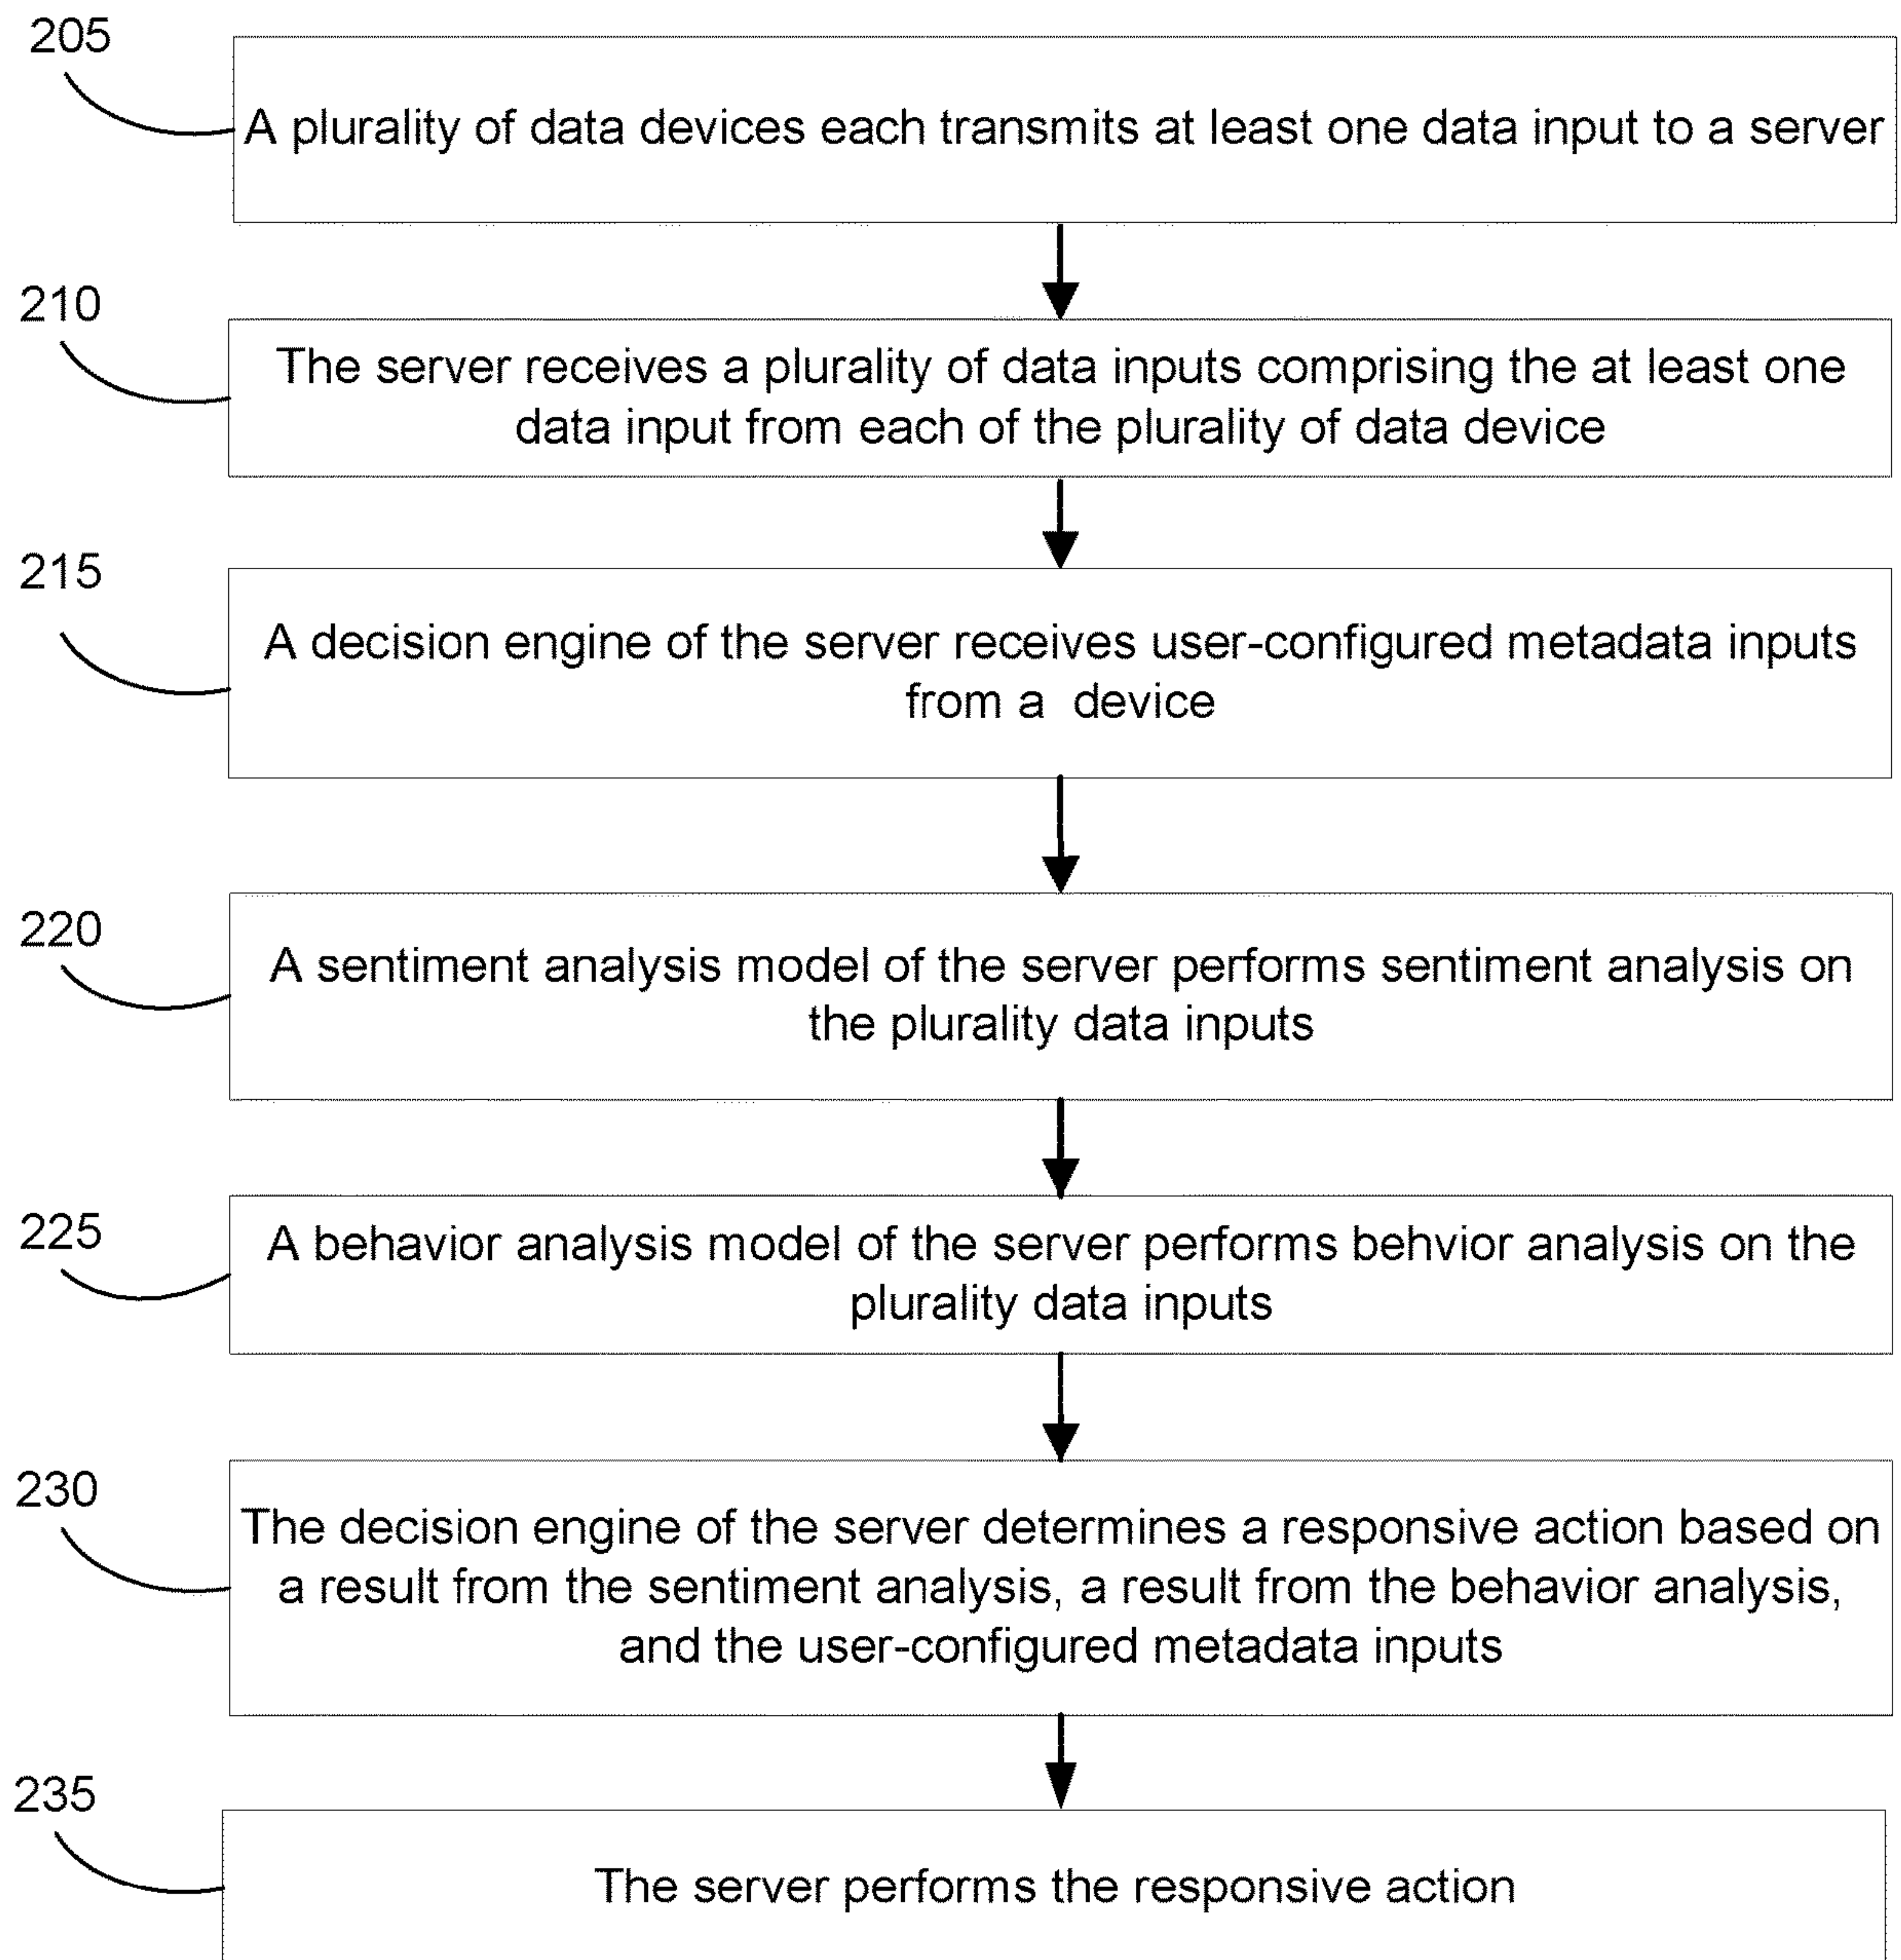 205
A plurality of data devices each transmits at least one data input to a server
210
The server receives a plurality of data inputs comprising the at least one
data input from each of the plurality of data device
215
A decision engine of the server receives user-configured metadata inputs
from a device
220
A sentiment analysis model of the server performs sentiment analysis on
the plurality data inputs
225
A behavior analysis model of the server performs behvior analysis on the
plurality data inputs
230
The decision engine of the server determines a responsive action based on
a result from the sentiment analysis, a result from the behavior analysis,
and the user-configured metadata inputs
235
The server performs the responsive action